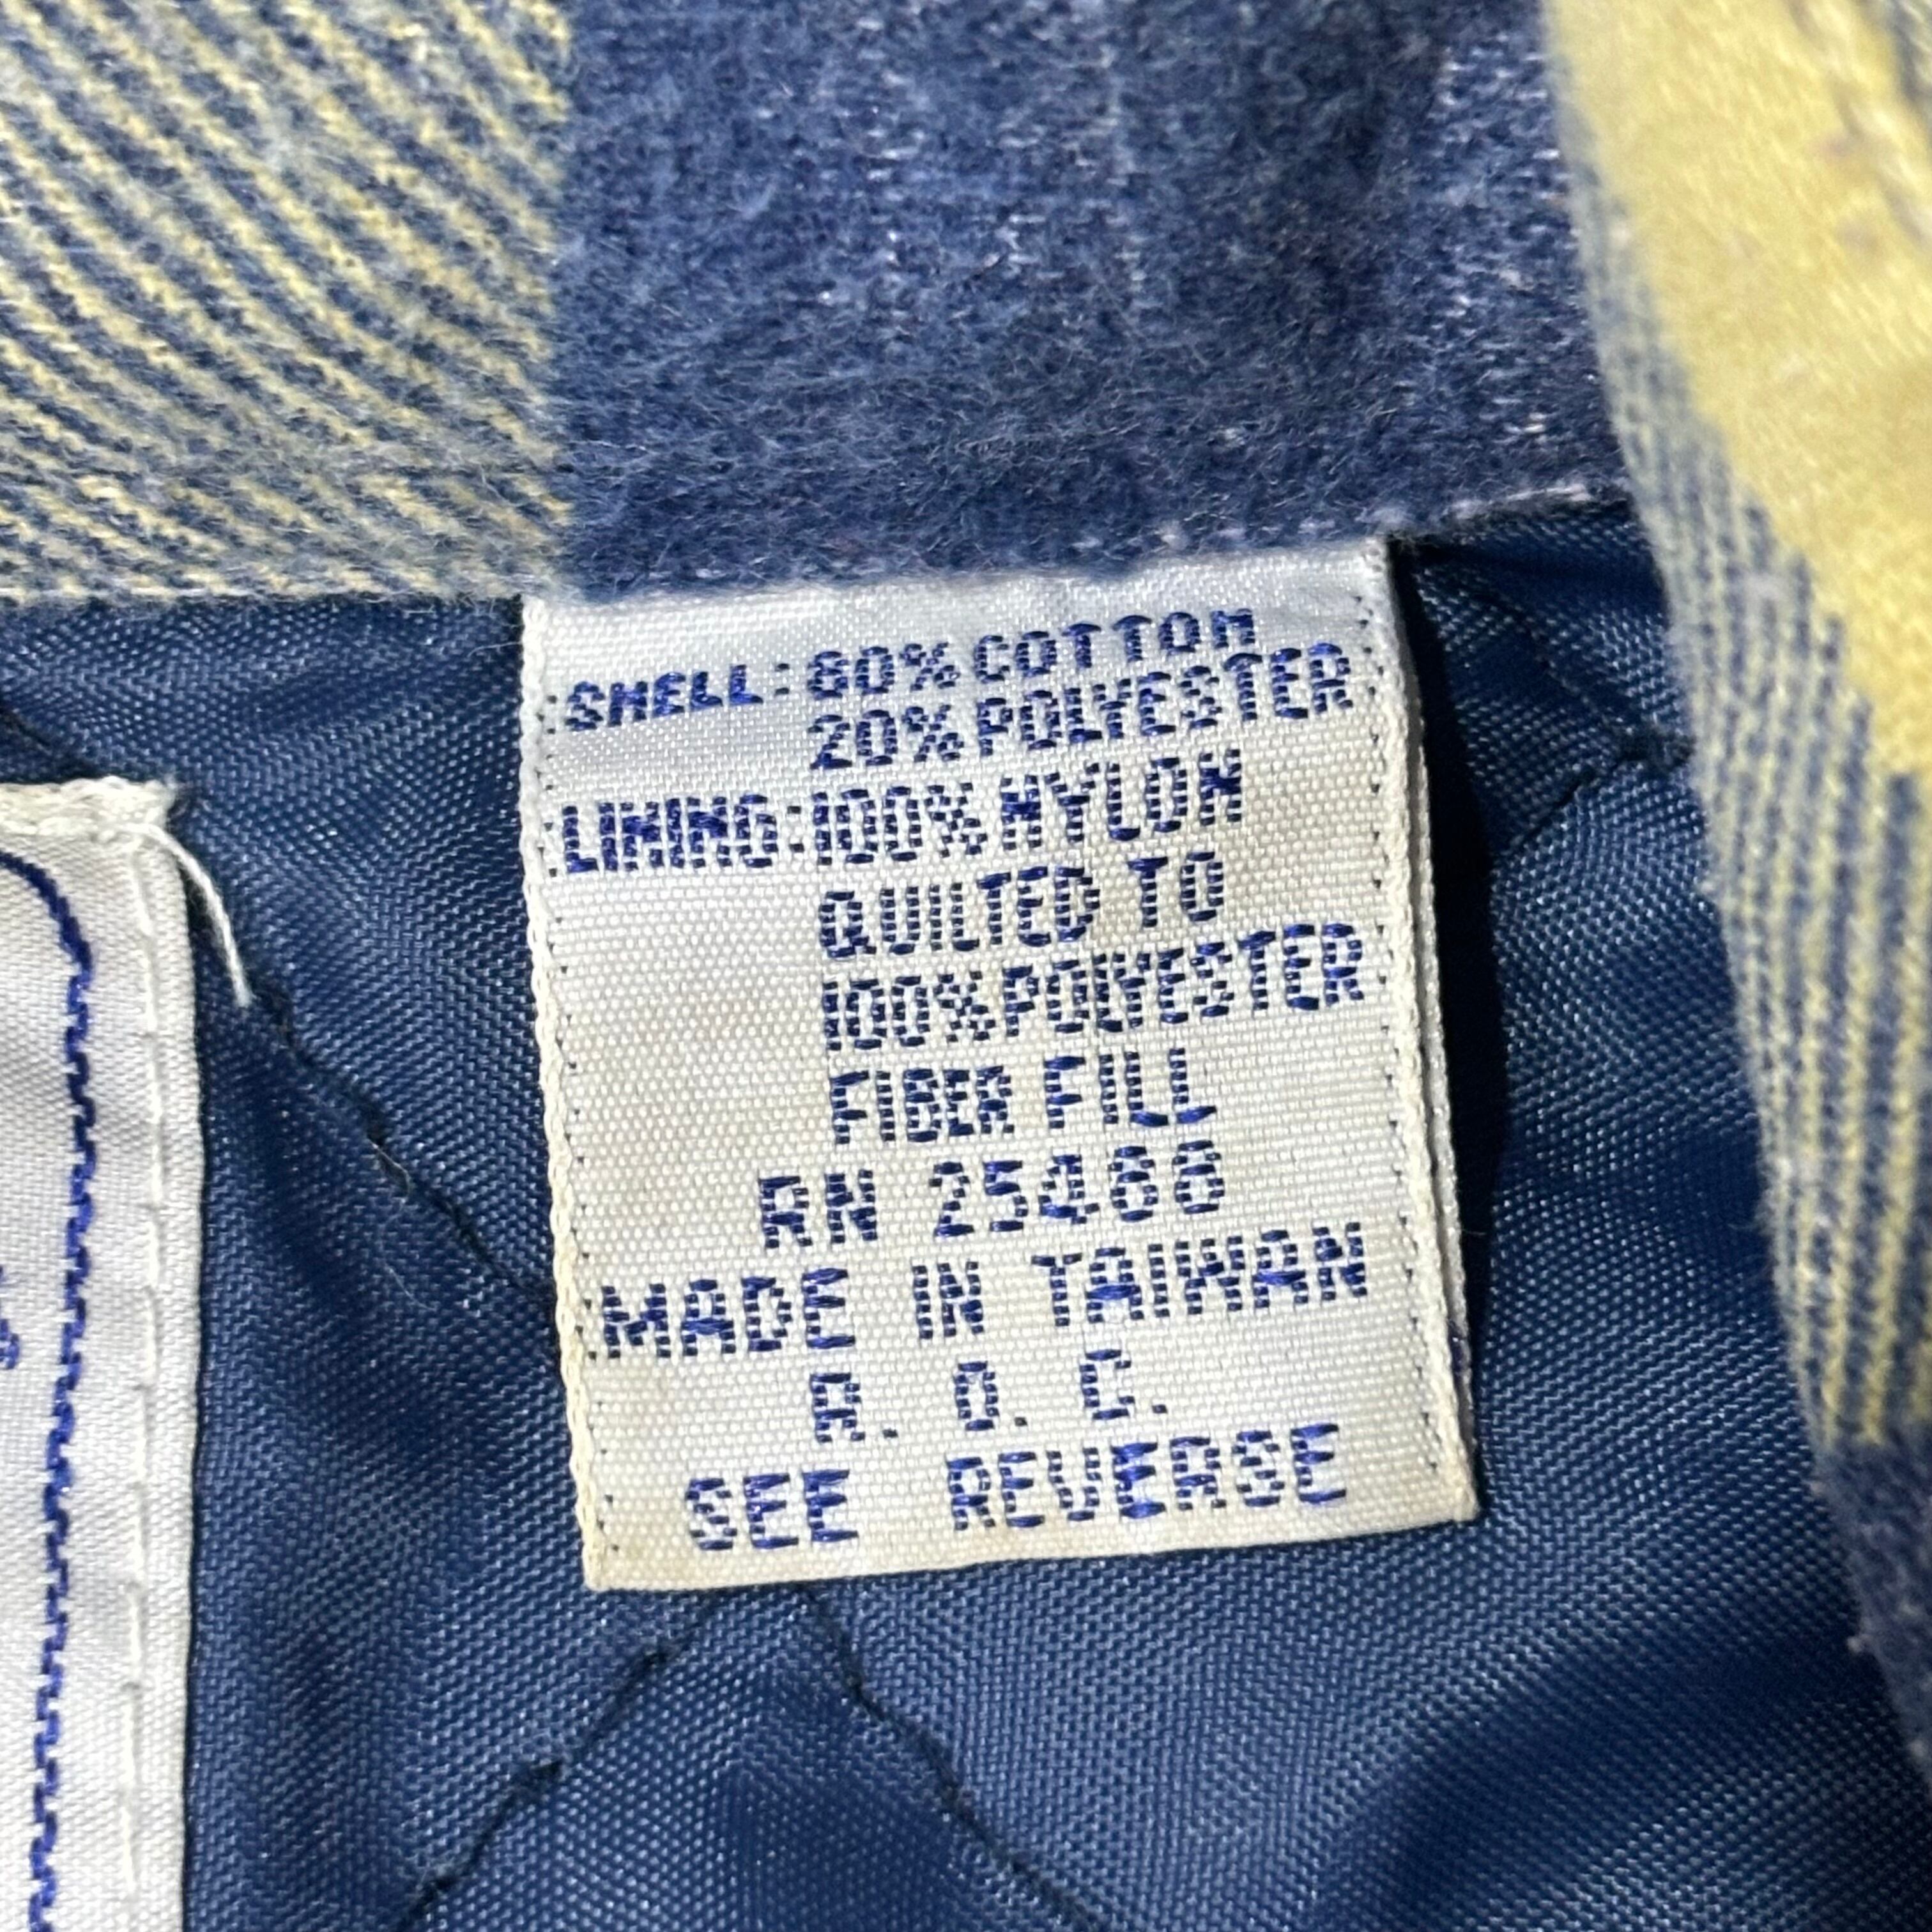 SHELL: 80% COTTON
20% POLYESTER
LINING: 100% NYLON
QUILTED TO
100% POLYESTER
FIBER FILL
RN 25488
MADE IN TAIWAN
R. O. C.
SEE REVERSE